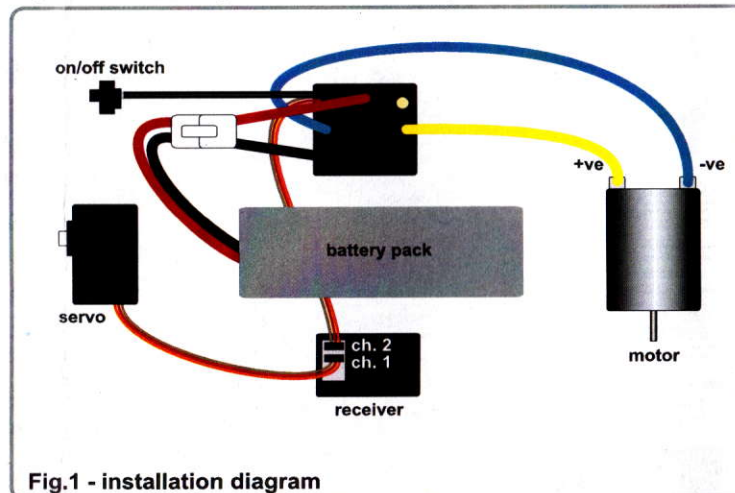 on/off switch
+ve
-ve
battery pack
servo
ch. 2
ch. 1
motor
receiver
Fig.1 - installation diagram